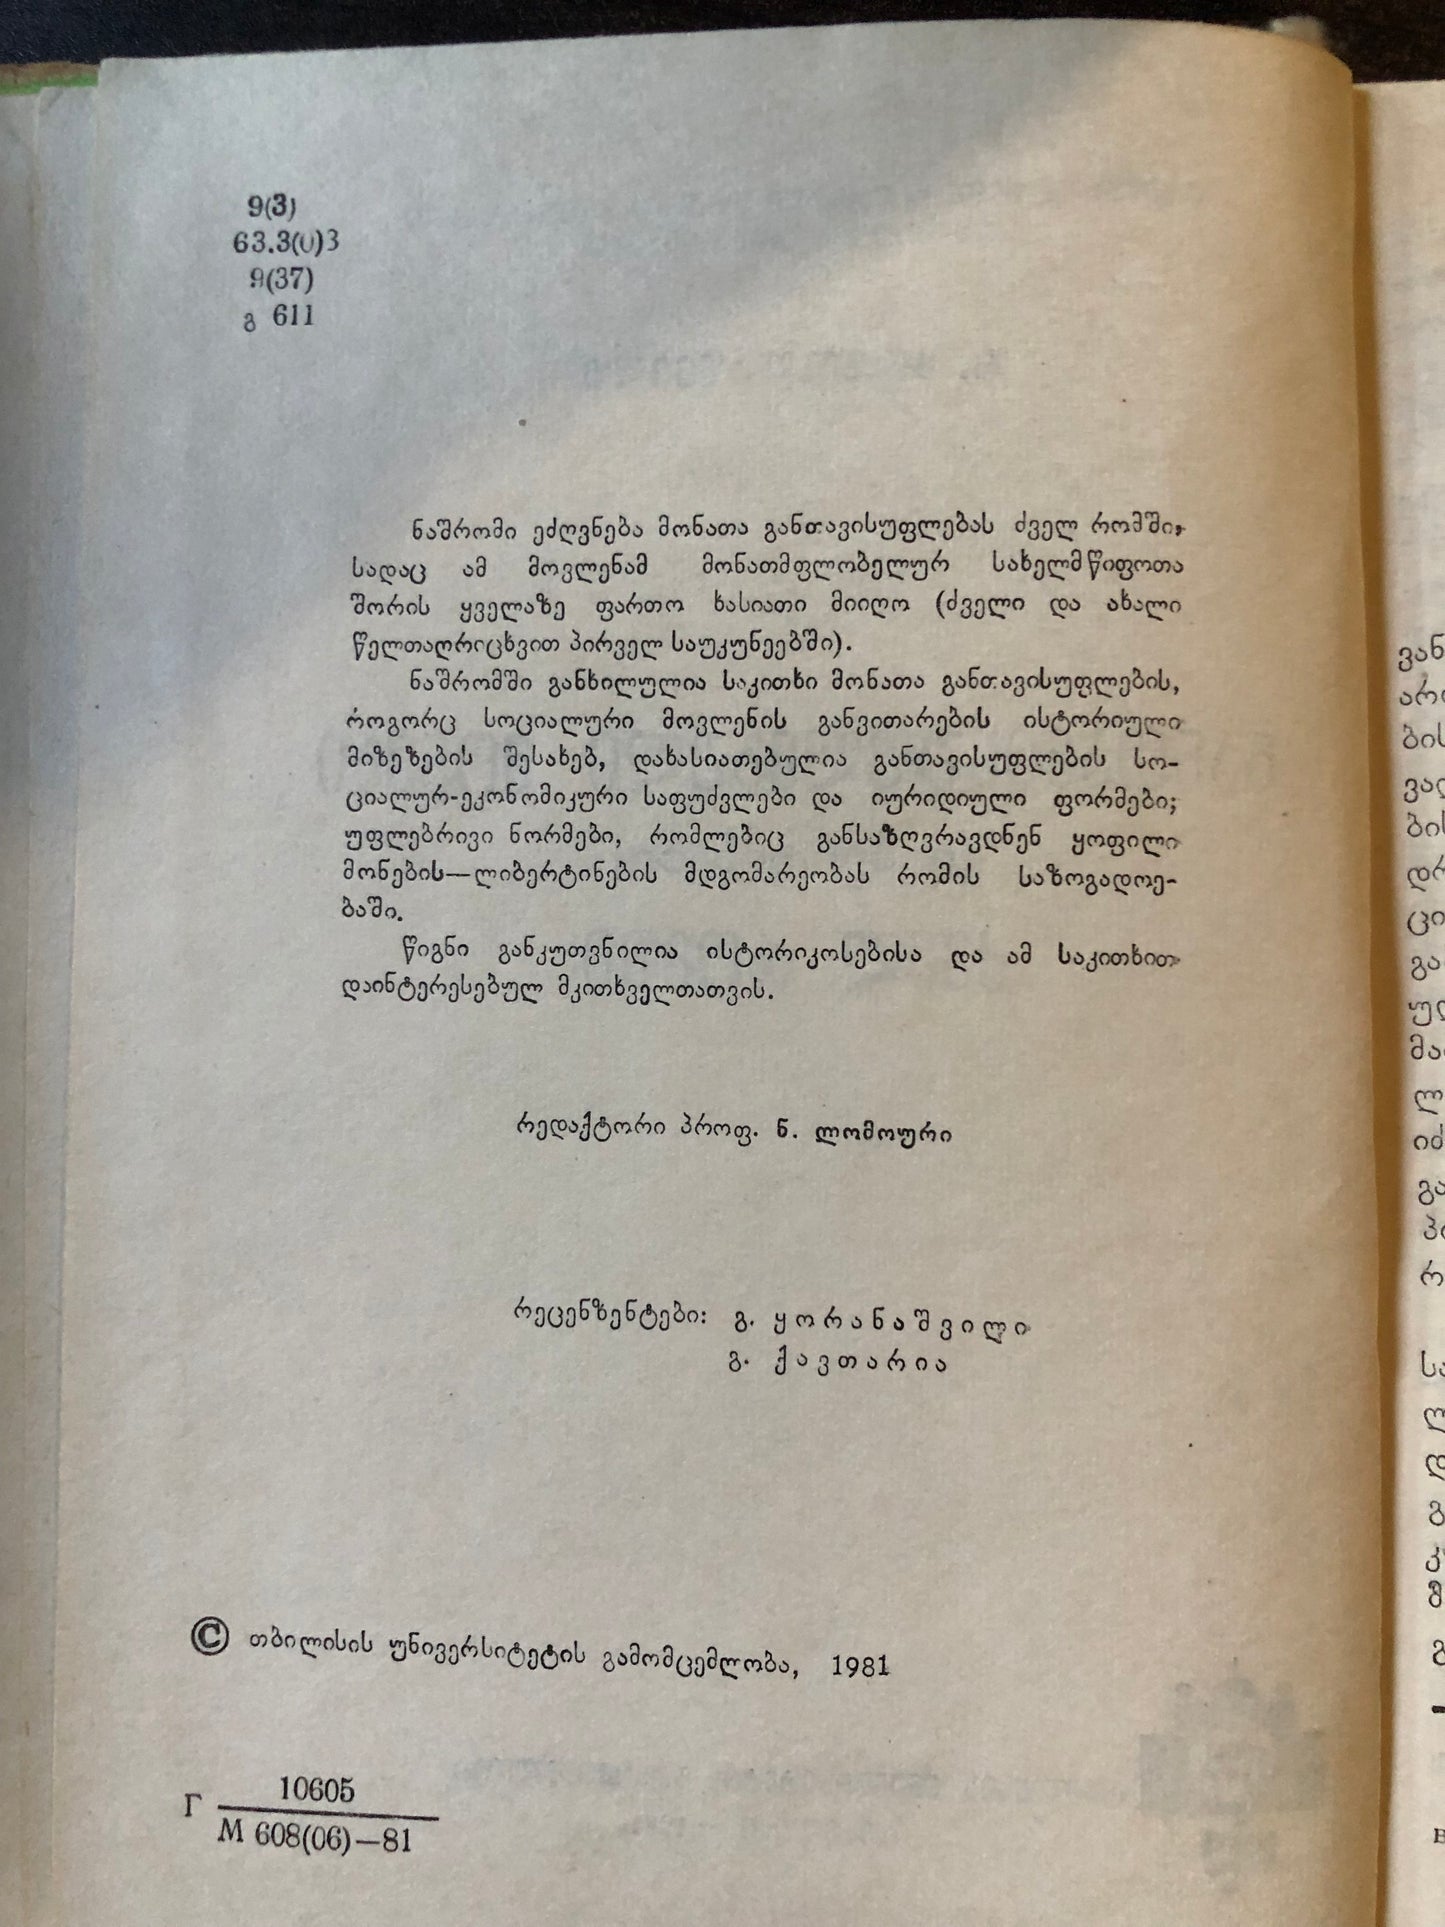 9(3)
63.3(0)3
9(37)
გ 611
ნაშრომი ეძღვნება მონათა განთავისუფლებას ძველ რომში,
სადაც ამ მოვლენამ მონათმფლობელურ სახელმწიფოთა
შორის ყველაზე ფართო ხასიათი მიიღო (ძველი და ახალი
წელთაღრიცხვით პირველ საუკუნეებში).
ნაშრომში განხილულია საკითხი მონათა განთავისუფლების,
როგორც სოციალური მოვლენის განვითარების ისტორიული
მიზეზების შესახებ, დახასიათებულია განთავისუფლების სო-
ციალურ-ეკონომიკური საფუძვლები და იურიდიული ფორმები;
უფლებრივი ნორმები, რომლებიც განსაზღვრავდნენ ყოფილი
მონების—ლიბერტინების მდგომარეობას რომის საზოგადოე-
ბაში.
წიგნი განკუთვნილია ისტორიკოსებისა და ამ საკითხით
დაინტერესებულ მკითხველთათვის.
რედაქტორი პროფ. ნ. ლომოური
რეცენზენტები: გ. ყორანაშვილი
გ. ქავთარია
© თბილისის უნივერსიტეტის გამომცემლობა, 1981
Г 10605
М 608(06)—81